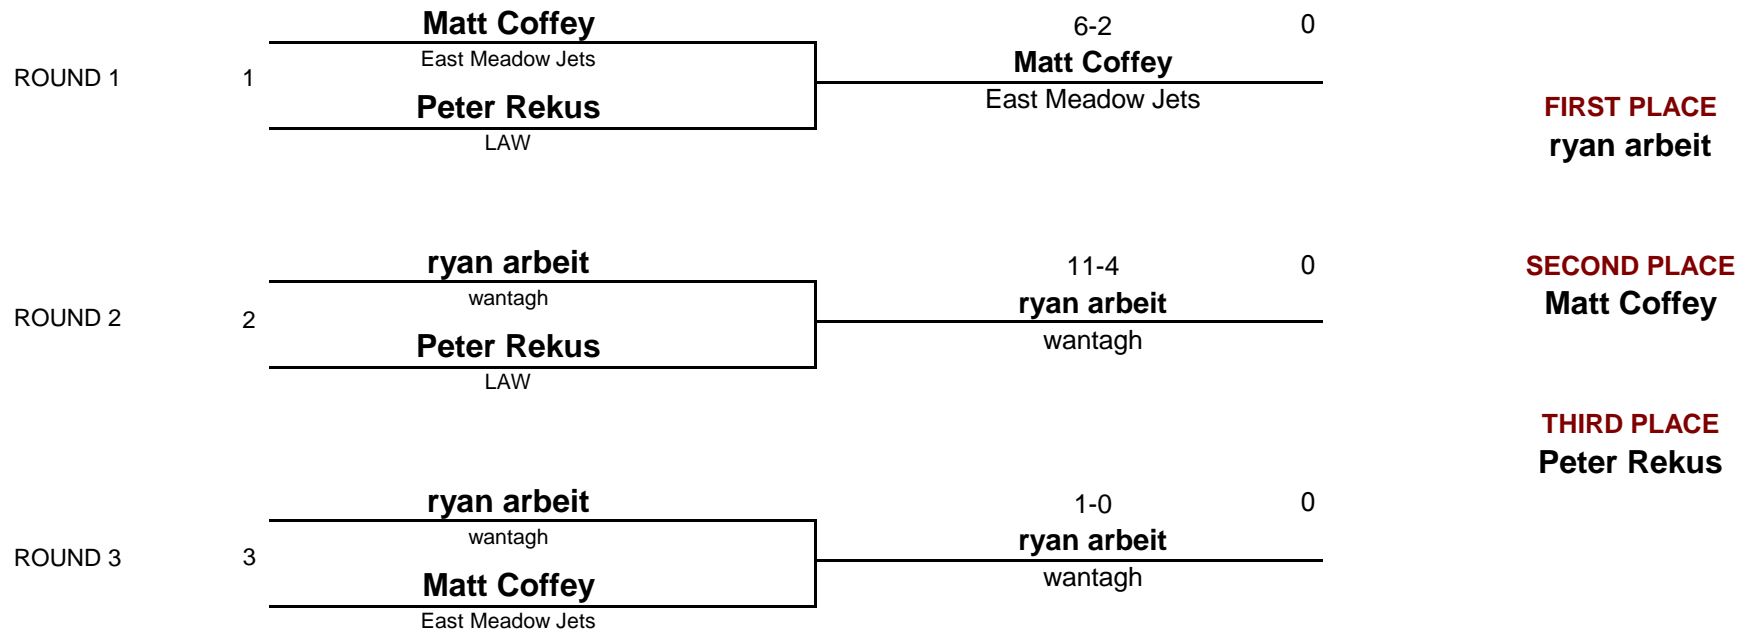 Matt Coffey
6-2
0
East Meadow Jets
Matt Coffey
ROUND 1
1
East Meadow Jets
Peter Rekus
LAW
FIRST PLACE
ryan arbeit
ryan arbeit
11-4
0
SECOND PLACE
wantagh
ryan arbeit
Matt Coffey
ROUND 2
2
wantagh
Peter Rekus
LAW
THIRD PLACE
Peter Rekus
ryan arbeit
1-0
0
wantagh
ryan arbeit
ROUND 3
3
wantagh
Matt Coffey
East Meadow Jets